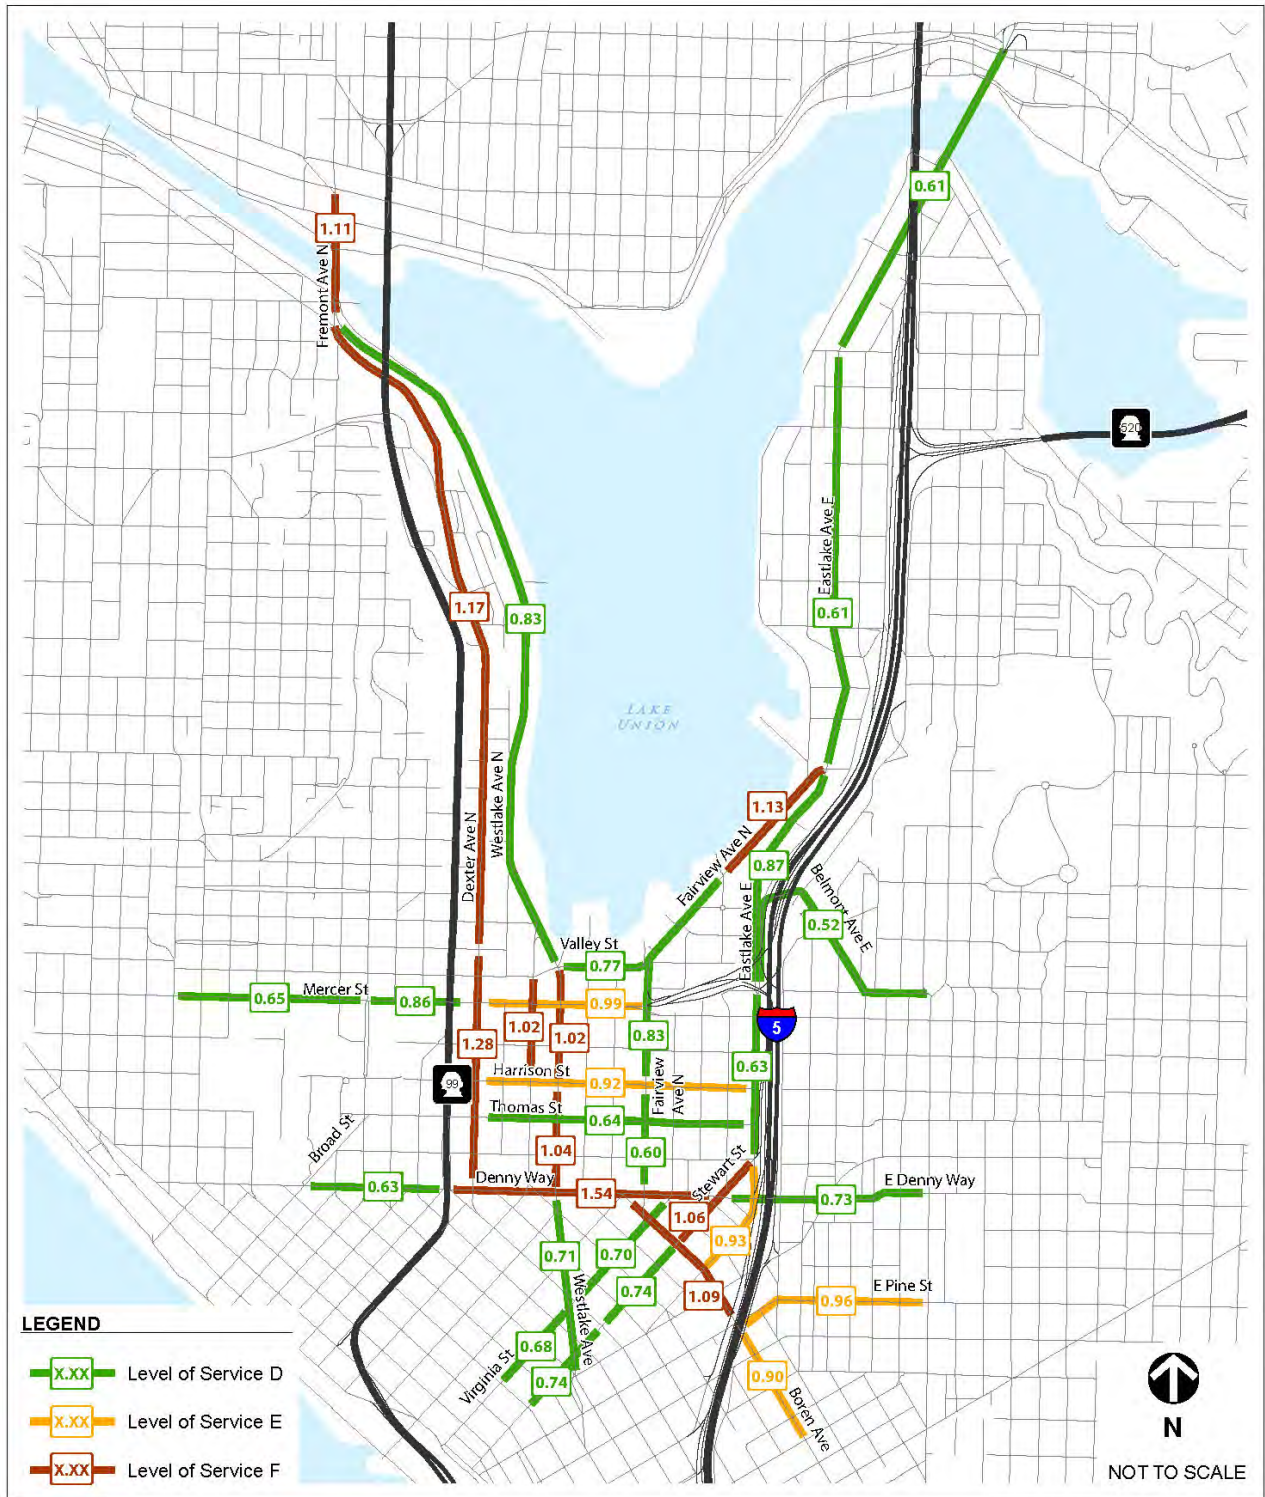 0.61
1.11
Fremont Ave N
520
Eastlake Ave E
1.17
0.83
0.61
LAKE
UNION
Westlake Ave N
Dexter Ave N
1.13
Fairview Ave N
0.87
Belmont Ave E
Eastlake Ave E
0.52
Valley St
0.77
Mercer St
0.65
0.86
0.99
1.02
1.02
1.28
0.83
5
0.63
Harrison St
0.92
99
Fairview
Ave N
Thomas St
0.64
Broad St
1.04
0.60
Stewart St
Denny Way
0.63
1.54
E Denny Way
0.73
1.06
0.93
0.71
0.70
0.74
1.09
E Pine St
0.96
Westlake Ave
0.68
Virginia St
0.74
0.90
Boren Ave
LEGEND
X.XX Level of Service D
X.XX Level of Service E
X.XX Level of Service F
N
NOT TO SCALE